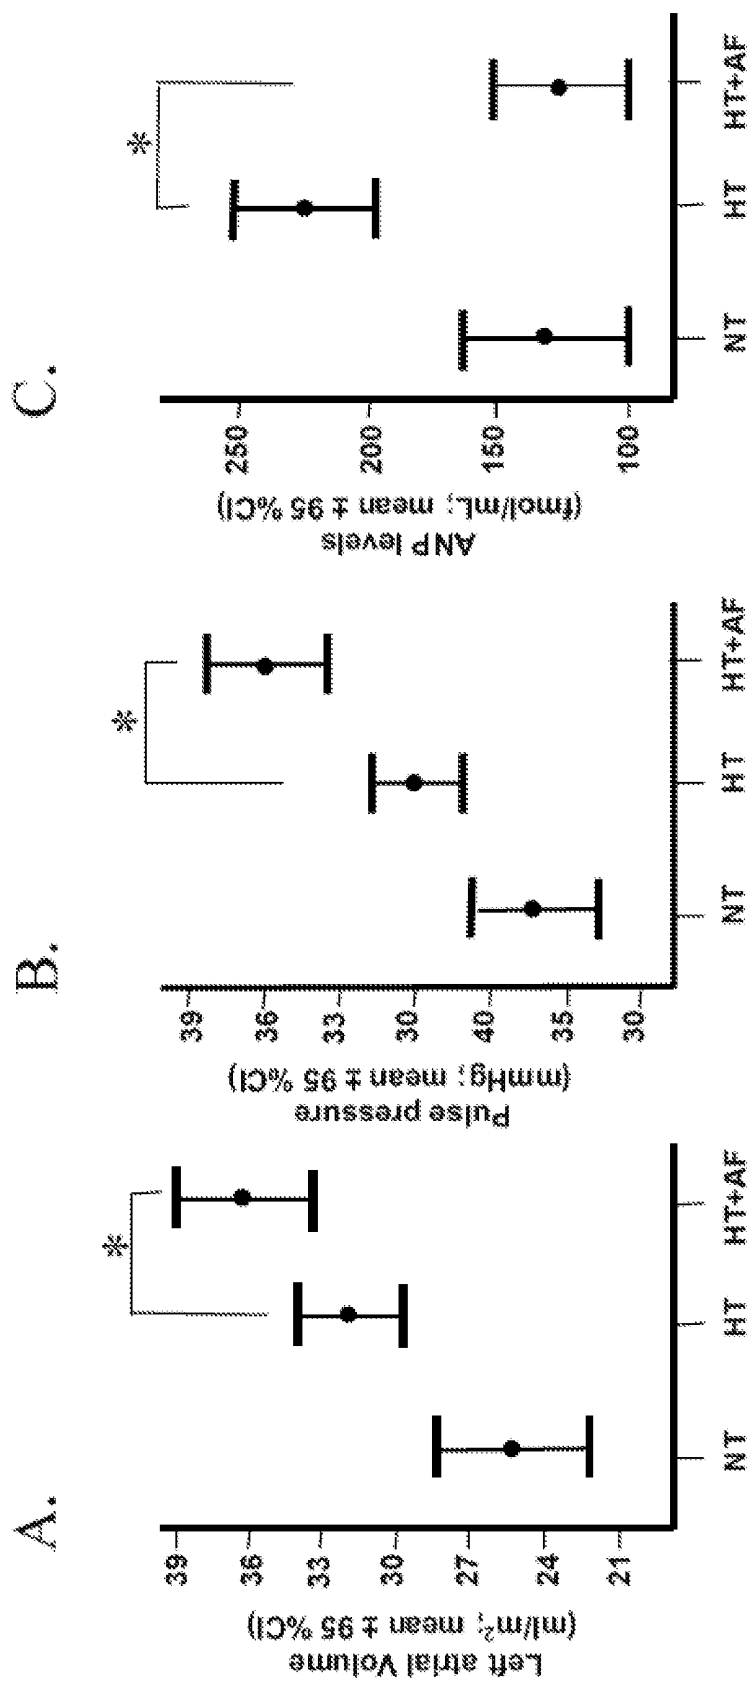 A.
Left atrial Volume
(ml/m²; mean ± 95 %CI)
39
36
33
30
27
24
21
*
NT
HT
HT+AF
B.
Pulse pressure
(mmHg; mean ± 95 %CI)
39
36
33
30
40
35
30
*
NT
HT
HT+AF
C.
ANP levels
(fmol/mL; mean ± 95 %CI)
250
200
150
100
*
NT
HT
HT+AF